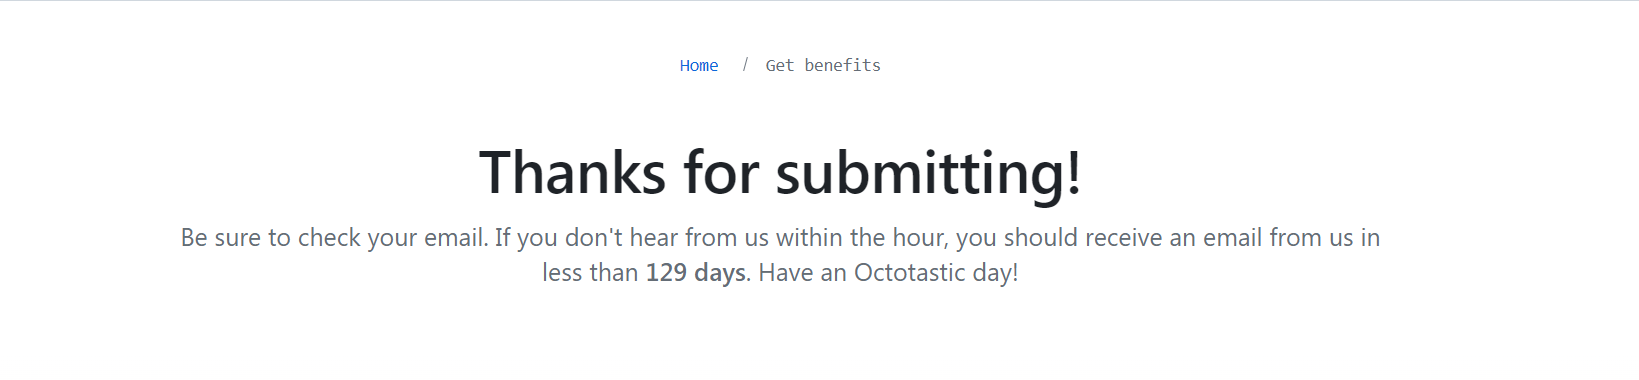 Home / Get benefits
Thanks for submitting!
Be sure to check your email. If you don't hear from us within the hour, you should receive an email from us in
less than 129 days. Have an Octotastic day!